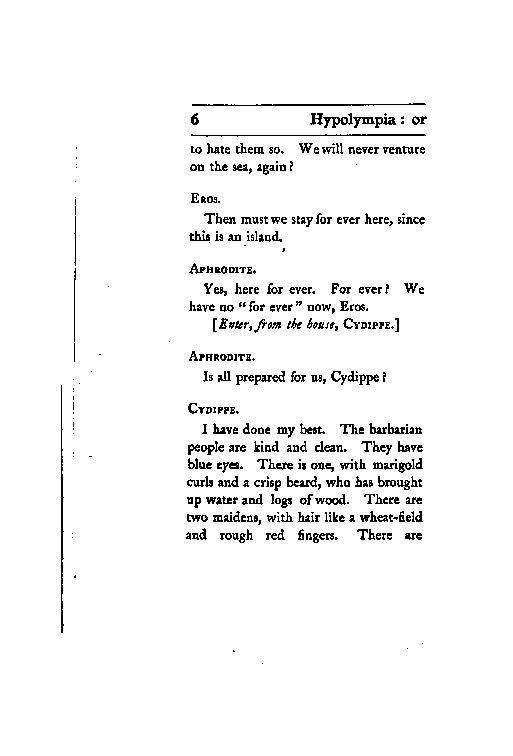 6 Hypolympia : or
to hate them so. We will never venture
on the sea, again?
Eros.
Then must we stay for ever here, since
this is an island.
Aphrodite.
Yes, here for ever. For ever? We
have no “for ever” now, Eros.
[Enter, from the house, Cydippe.]
Aphrodite.
Is all prepared for us, Cydippe?
Cydippe.
I have done my best. The barbarian
people are kind and clean. They have
blue eyes. There is one, with marigold
curls and a crisp beard, who has brought
up water and logs of wood. There are
two maidens, with hair like a wheat-field
and rough red fingers. There are